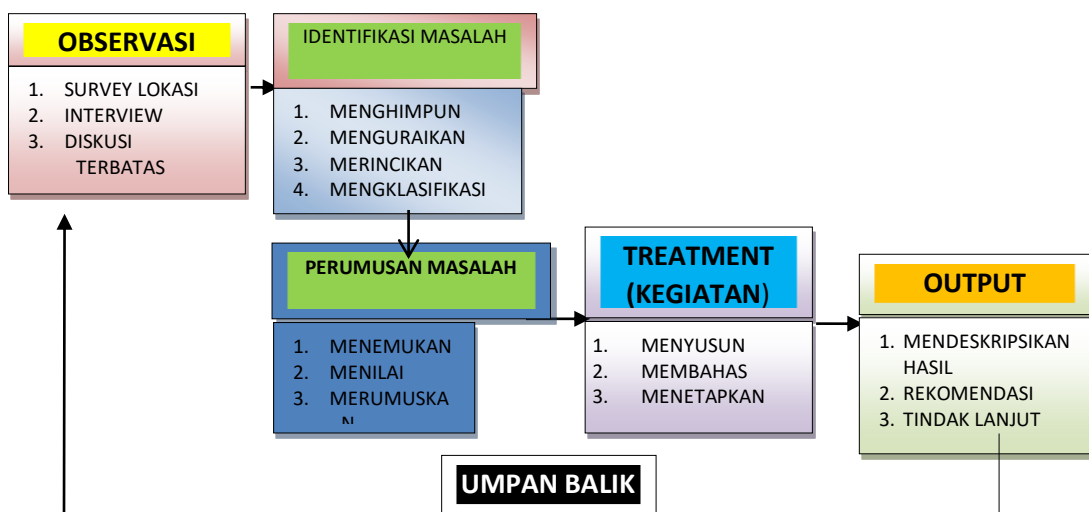 OBSERVASI
1. SURVEY LOKASI
2. INTERVIEW
3. DISKUSI
TERBATAS
IDENTIFIKASI MASALAH
1. MENGHIMPUN
2. MENGURAIKAN
3. MERINCIKAN
4. MENGKLASIFIKASI
PERUMUSAN MASALAH
1. MENEMUKAN
2. MENILAI
3. MERUMUSKA
N
TREATMENT
(KEGIATAN)
1. MENYUSUN
2. MEMBAHAS
3. MENETAPKAN
OUTPUT
1. MENDESKRIPSIKAN
HASIL
2. REKOMENDASI
3. TINDAK LANJUT
UMPAN BALIK